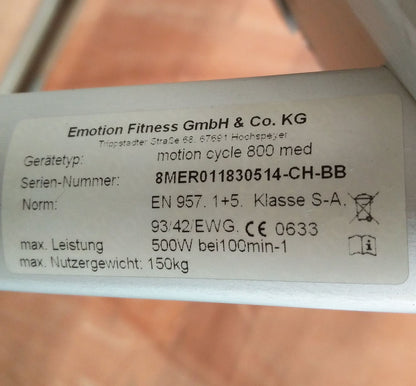 Emotion Fitness GmbH & Co. KG
Trippstadter Straße 68, 67691 Hochspeyer
Gerätetyp: motion cycle 800 med
Serien-Nummer: 8MER011830514-CH-BB
Norm: EN 957. 1+5. Klasse S-A.
93/42/EWG. CE 0633
max. Leistung 500W bei100min-1
max. Nutzergewicht: 150kg